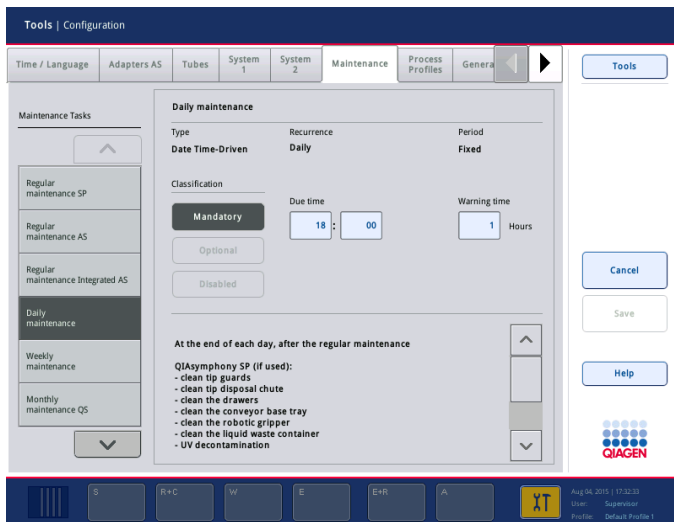 Tools | Configuration
Time / Language
Adapters AS
Tubes
System
1
System
2
Maintenance
Process
Profiles
Genera
Tools
Maintenance Tasks
Regular
maintenance SP
Regular
maintenance AS
Regular
maintenance Integrated AS
Daily
maintenance
Weekly
maintenance
Monthly
maintenance QS
Daily maintenance
Type
Recurrence
Period
Date Time-Driven
Daily
Fixed
Classification
Mandatory
Optional
Disabled
Due time
18 : 00
Warning time
1 Hours
At the end of each day, after the regular maintenance
QIAsymphony SP (if used):
- clean tip guards
- clean tip disposal chute
- clean the drawers
- clean the conveyor base tray
- clean the robotic gripper
- clean the liquid waste container
- UV decontamination
Cancel
Save
Help
QIAGEN
S
R+C
W
E
E+R
A
Aug 04, 2015 | 17:32:33
User: Supervisor
Profile: Default Profile 1